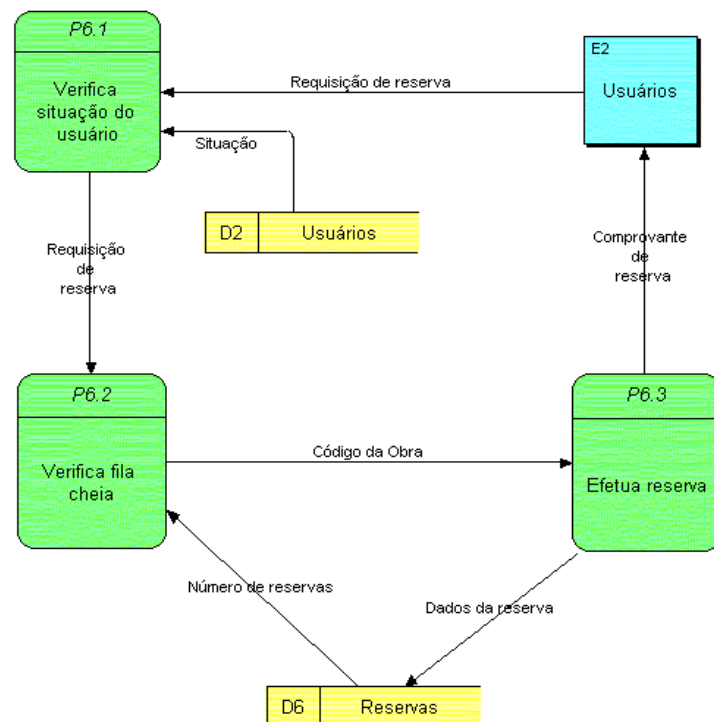 P6.1
Verifica
situação do
usuário
Requisição de reserva
E2
Usuários
Situação
D2 Usuários
Requisição
de
reserva
Comprovante
de
reserva
P6.2
Verifica fila
cheia
Código da Obra
P6.3
Efetua reserva
Número de reservas
Dados da reserva
D6 Reservas